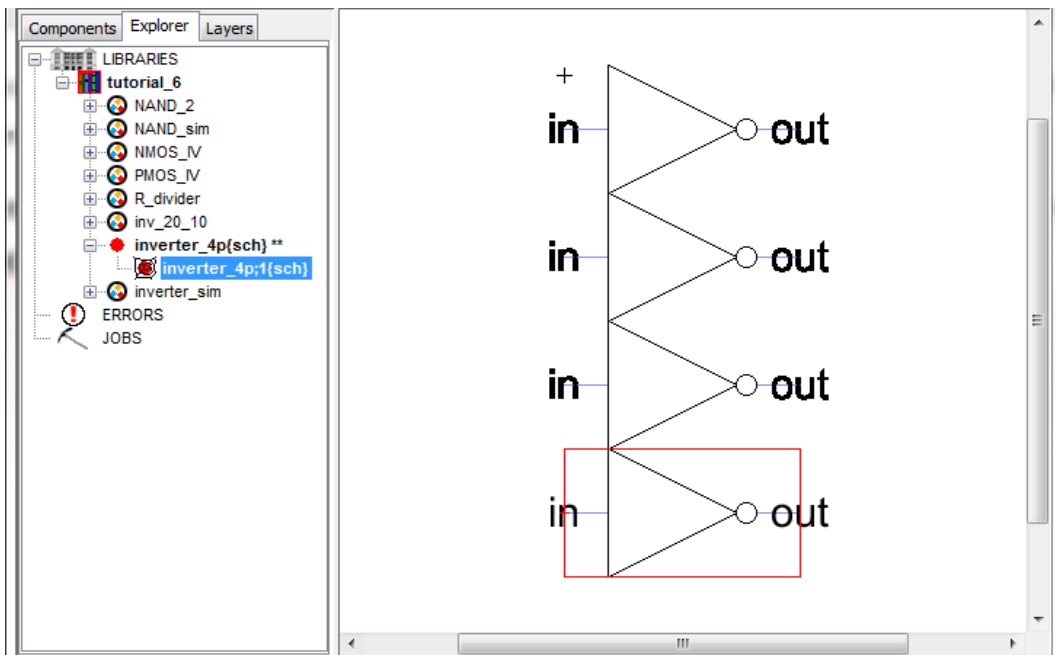 Components Explorer Layers
LIBRARIES
tutorial_6
NAND_2
NAND_sim
NMOS_IV
PMOS_IV
R_divider
inv_20_10
inverter_4p{sch} **
inverter_4p;1{sch}
inverter_sim
ERRORS
JOBS
in out
in out
in out
in out